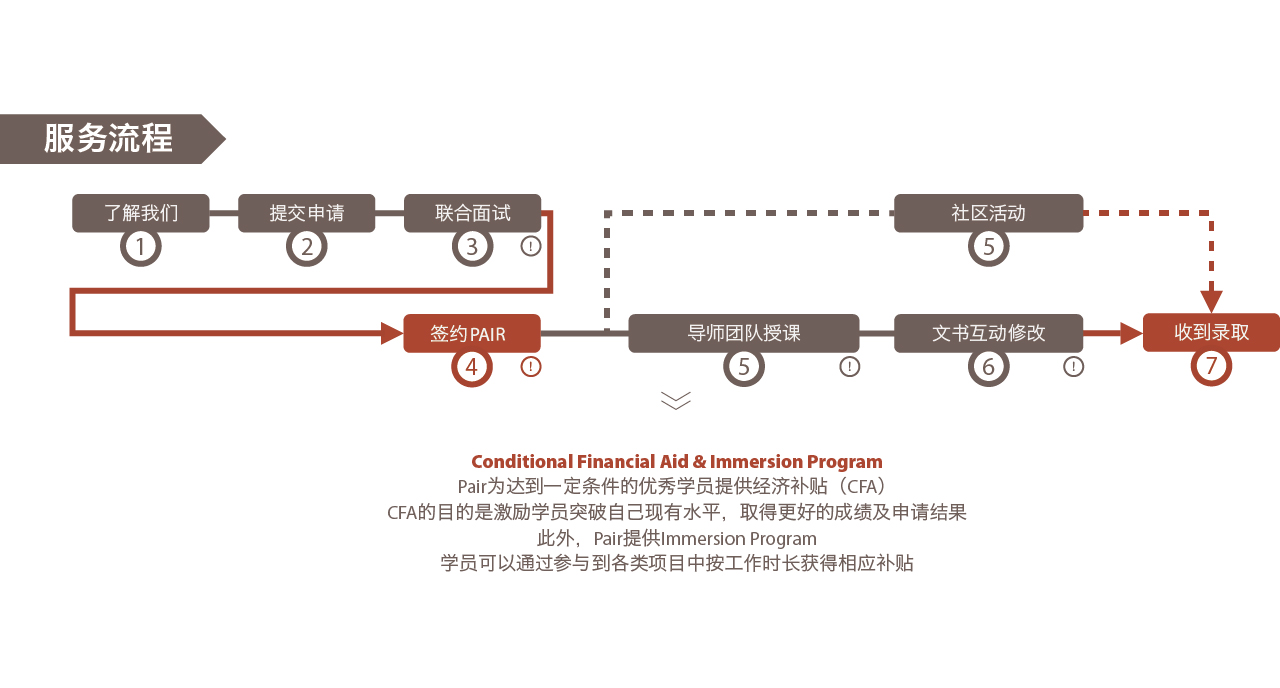 服务流程
了解我们
1
提交申请
2
联合面试
3
!
签约PAIR
4
!
社区活动
5
导师团队授课
5
!
文书互动修改
6
!
收到录取
7
Conditional Financial Aid & Immersion Program
Pair为达到一定条件的优秀学员提供经济补贴（CFA）
CFA的目的是激励学员突破自己现有水平，取得更好的成绩及申请结果
此外，Pair提供Immersion Program
学员可以通过参与到各类项目中按工作时长获得相应补贴